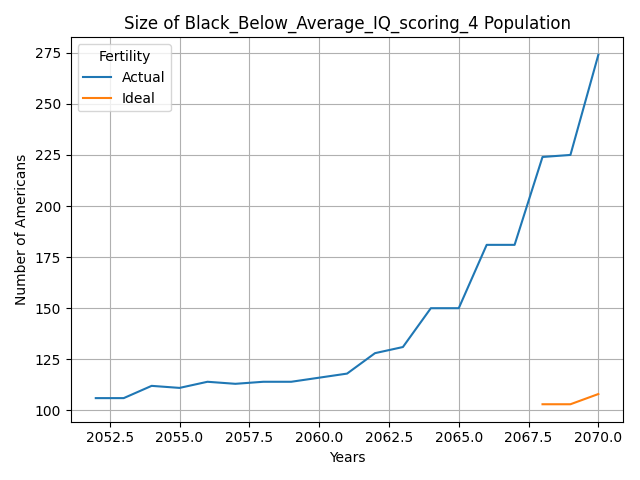 Size of Black_Below_Average_IQ_scoring_4 Population
Fertility
Actual
Ideal
Number of Americans
275
250
225
200
175
150
125
100
2052.5 2055.0 2057.5 2060.0 2062.5 2065.0 2067.5 2070.0
Years